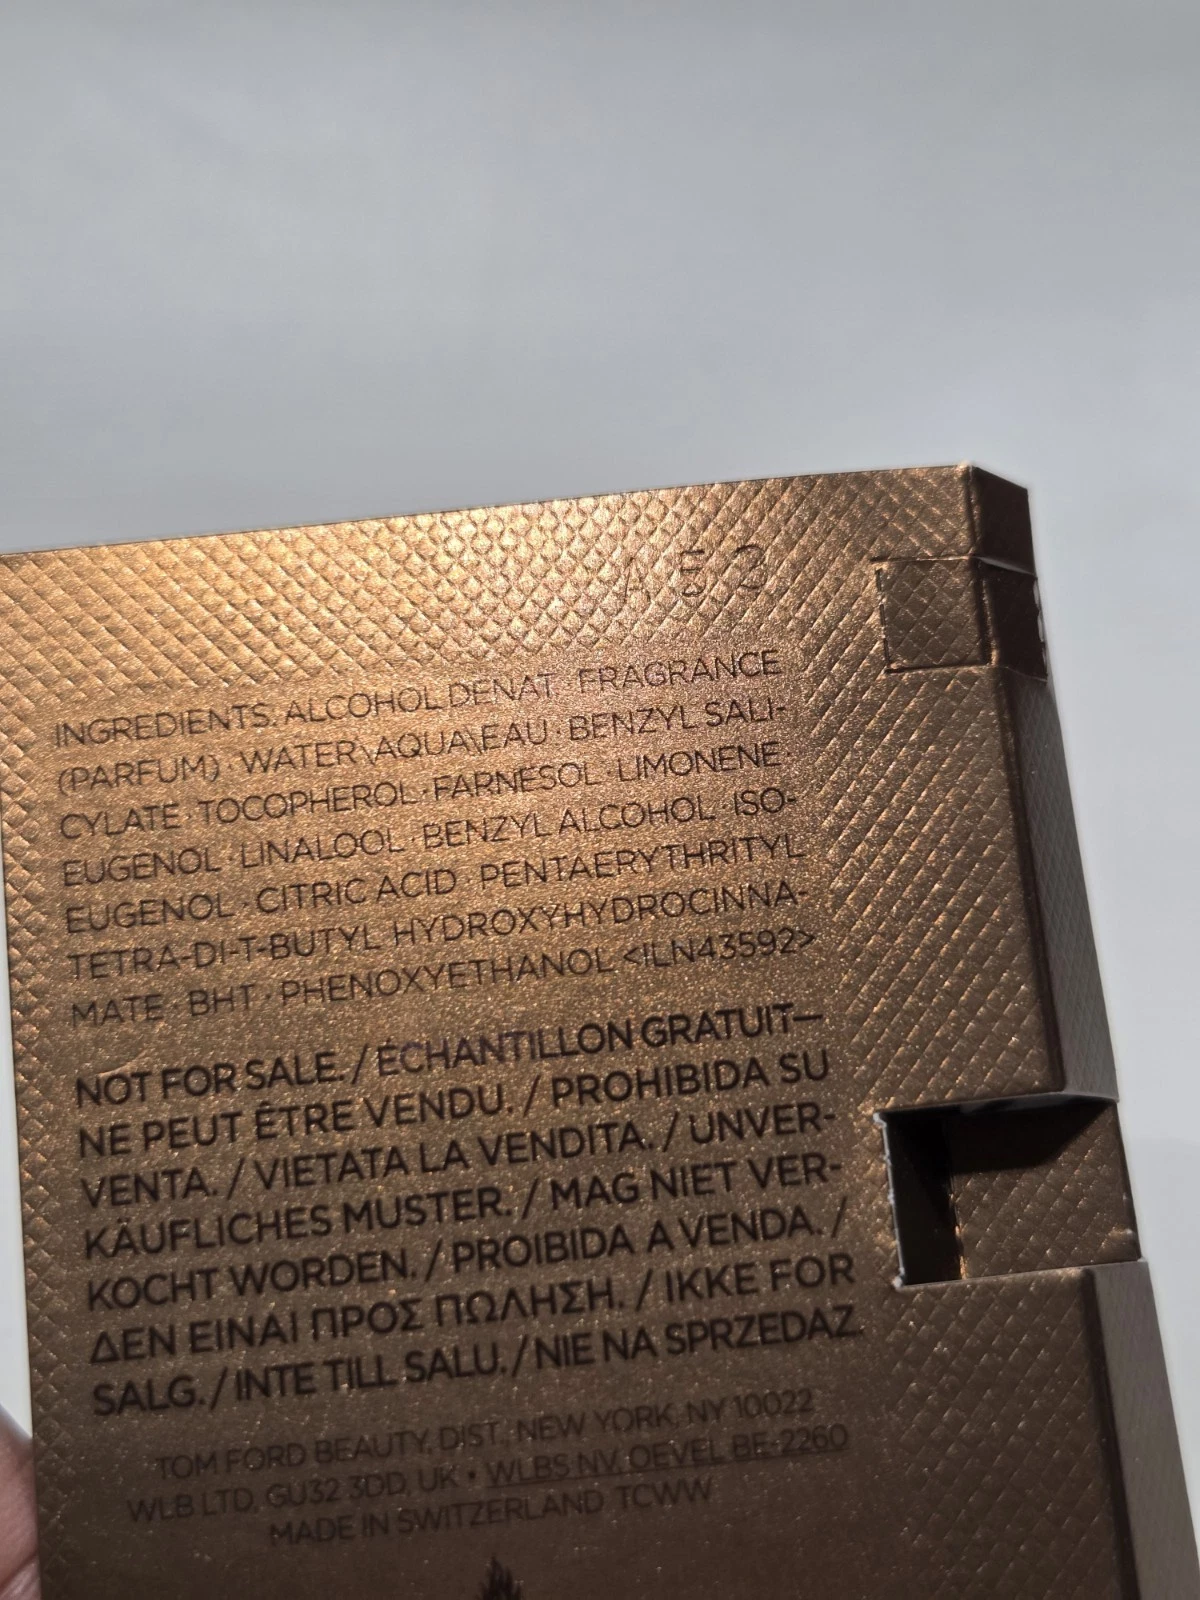 A53
INGREDIENTS: ALCOHOL DENAT· FRAGRANCE
(PARFUM) · WATER\AQUA\EAU · BENZYL SALI-
CYLATE · TOCOPHEROL · FARNESOL · LIMONENE ·
EUGENOL · LINALOOL · BENZYL ALCOHOL · ISO-
EUGENOL · CITRIC ACID · PENTAERYTHRITYL
TETRA-DI-T-BUTYL HYDROXYHYDROCINNA-
MATE · BHT · PHENOXYETHANOL <ILN43592>
NOT FOR SALE. / ÉCHANTILLON GRATUIT—
NE PEUT ÊTRE VENDU. / PROHIBIDA SU
VENTA. / VIETATA LA VENDITA. / UNVER-
KÄUFLICHES MUSTER. / MAG NIET VER-
KOCHT WORDEN. / PROIBIDA A VENDA. /
ΔΕΝ ΕΙΝΑΙ ΠΡΟΣ ΠΩΛΗΣΗ. / IKKE FOR
SALG. / INTE TILL SALU. / NIE NA SPRZEDAŻ.
TOM FORD BEAUTY, DIST., NEW YORK, NY 10022
WLB LTD, GU32 3DD, UK • WLBS NV, OEVEL BE-2260
MADE IN SWITZERLAND TCWW